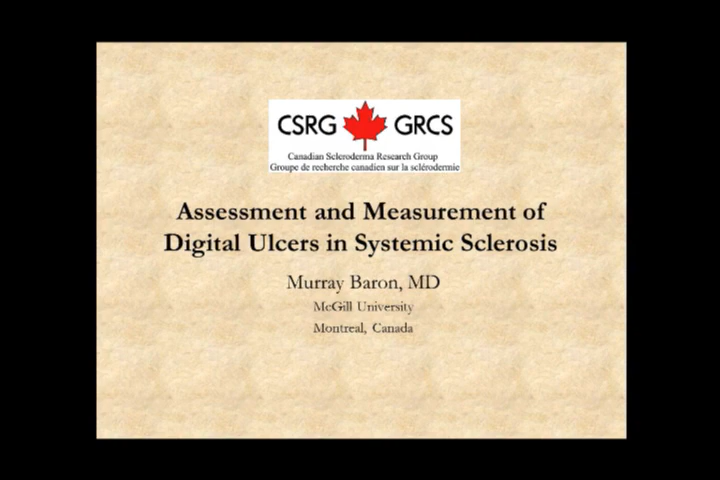 CSRG GRCS
Canadian Scleroderma Research Group
Groupe de recherche canadien sur la sclérodermie
Assessment and Measurement of
Digital Ulcers in Systemic Sclerosis
Murray Baron, MD
McGill University
Montreal, Canada